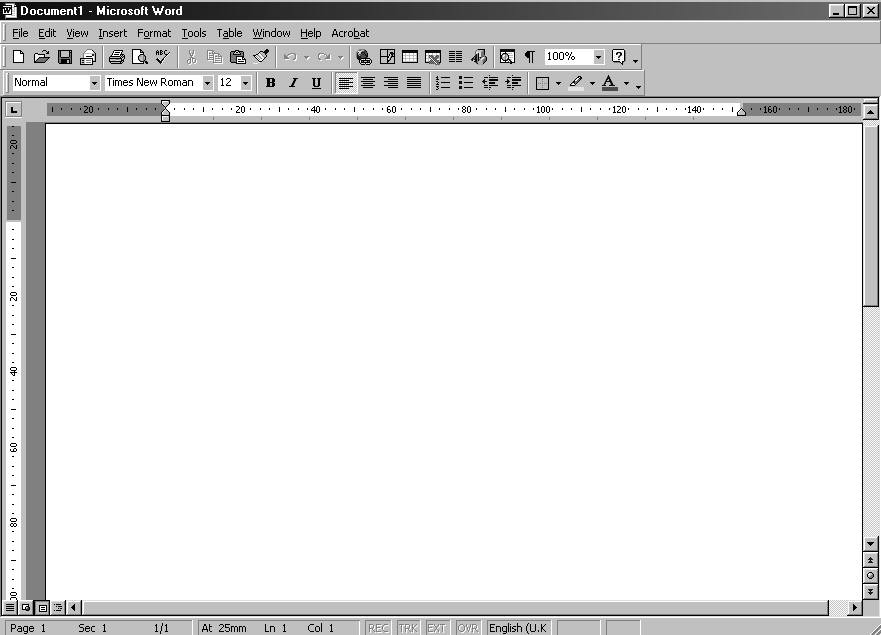 Document1 - Microsoft Word
File Edit View Insert Format Tools Table Window Help Acrobat
ABC 100% ?
Normal Times New Roman 12 B I U A
20 20 40 60 80 100 120 140 160 180
20
20
40
60
80
Page 1 Sec 1 1/1 At 25mm Ln 1 Col 1 REC TRK EXT OVR English (U.K